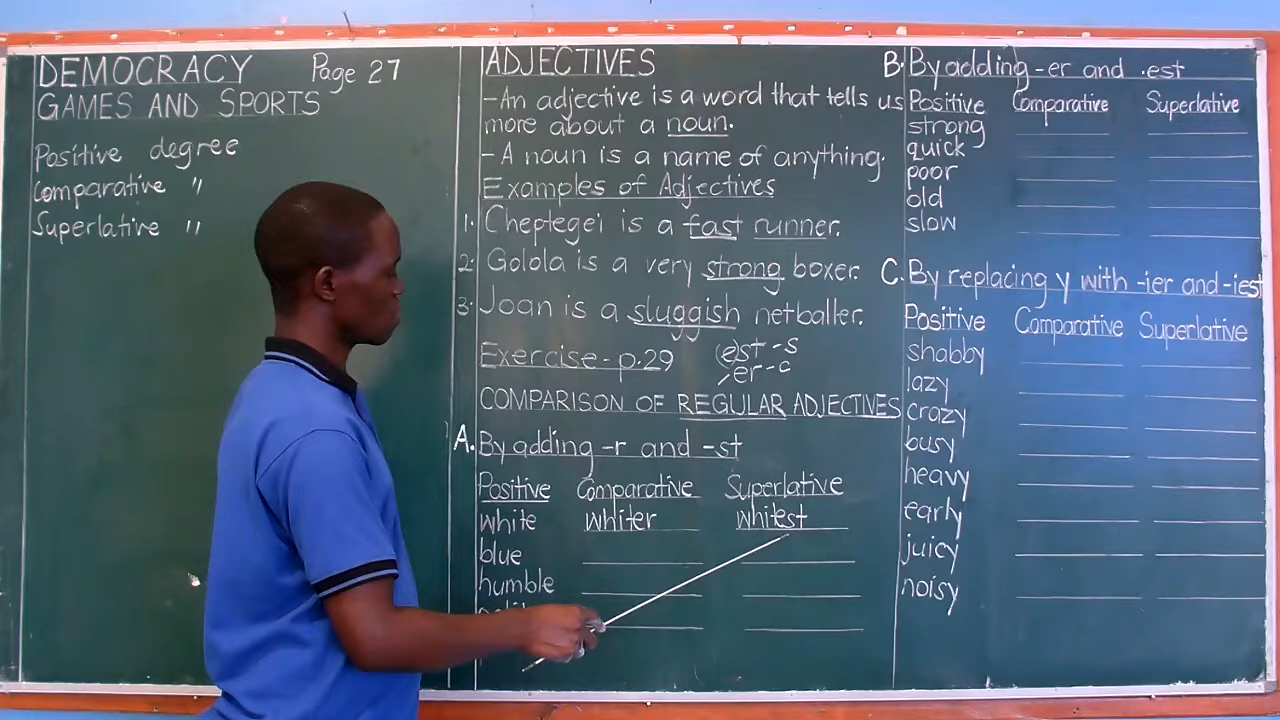 DEMOCRACY Page 27
GAMES AND SPORTS
Positive degree
Comparative "
Superlative "
ADJECTIVES
-An adjective is a word that tells us
more about a noun.
-A noun is a name of anything.
Examples of Adjectives
1. Cheptegei is a fast runner.
2. Golola is a very strong boxer.
3. Joan is a sluggish netballer.
Exercise - p.29
(e)st - s
er - c
COMPARISON OF REGULAR ADJECTIVES
A. By adding -r and -st
Positive Comparative Superlative
white whiter whitest
blue
humble
B. By adding -er and -est
Positive Comparative Superlative
strong
quick
poor
old
slow
C. By replacing y with -ier and -iest
Positive Comparative Superlative
shabby
lazy
crazy
busy
heavy
early
juicy
noisy